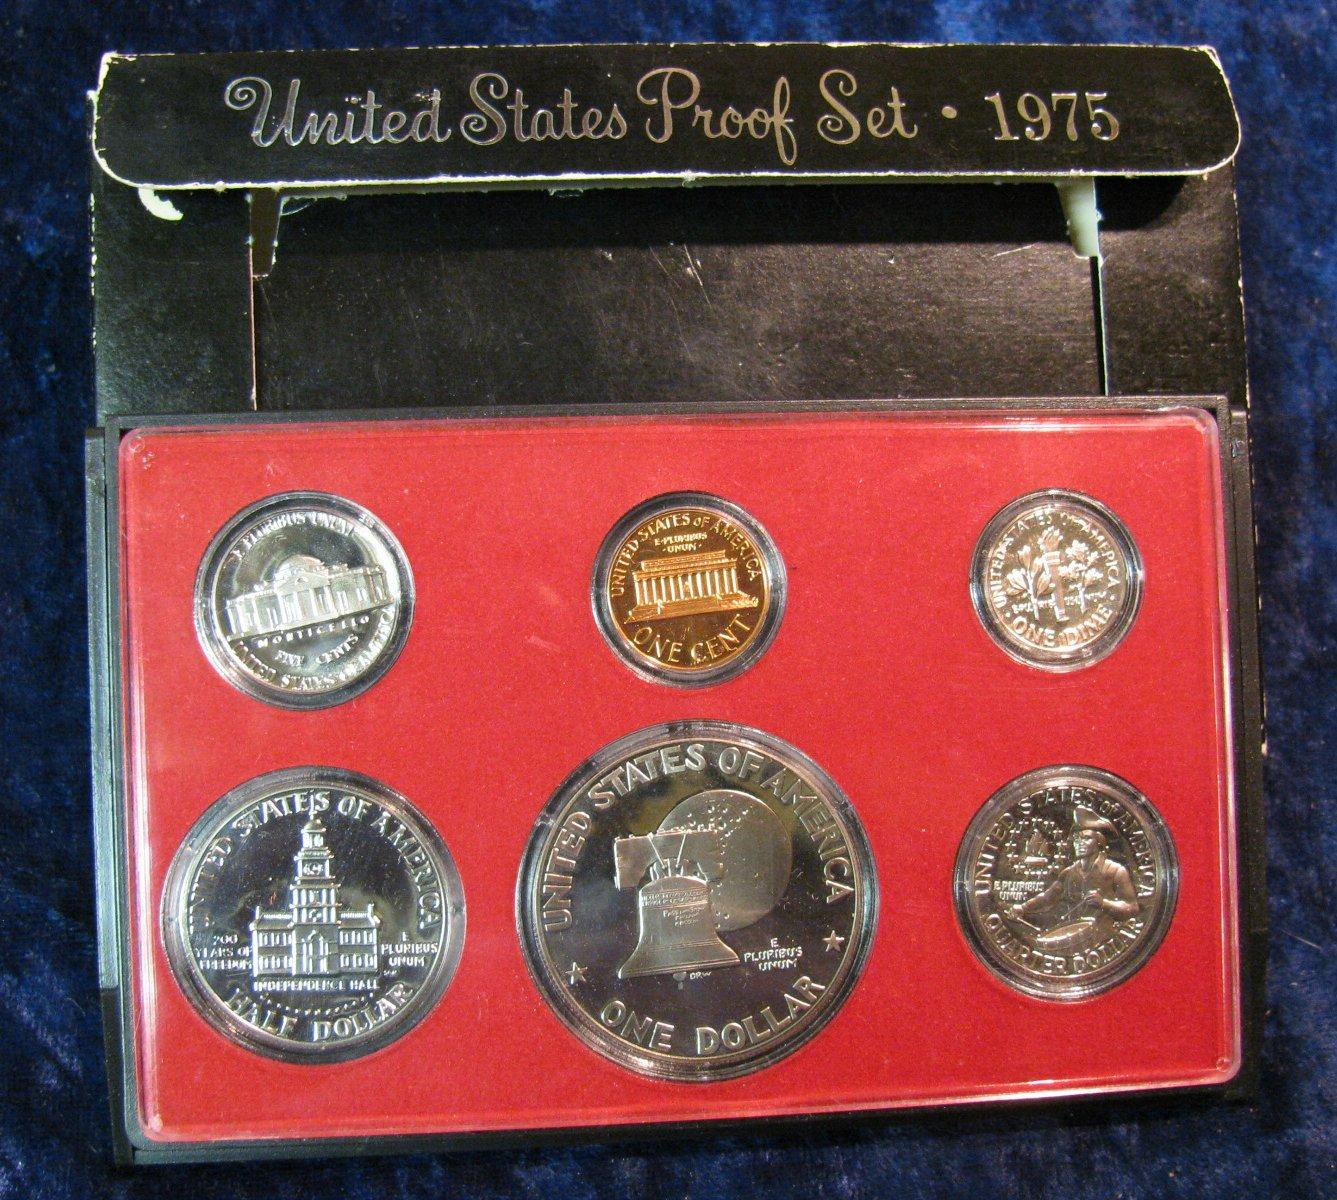 United States Proof Set · 1975
E PLURIBUS UNUM
MONTICELLO
FIVE CENTS
UNITED STATES OF AMERICA
UNITED STATES OF AMERICA
E·PLURIBUS
·UNUM·
ONE CENT
UNITED STATES OF AMERICA
ONE DIME
UNITED STATES OF AMERICA
200
YEARS OF
FREEDOM
E
PLURIBUS
UNUM
INDEPENDENCE HALL
HALF DOLLAR
UNITED STATES OF AMERICA
E
PLURIBUS
UNUM
DRW
ONE DOLLAR
UNITED STATES OF AMERICA
E PLURIBUS
UNUM
QUARTER DOLLAR